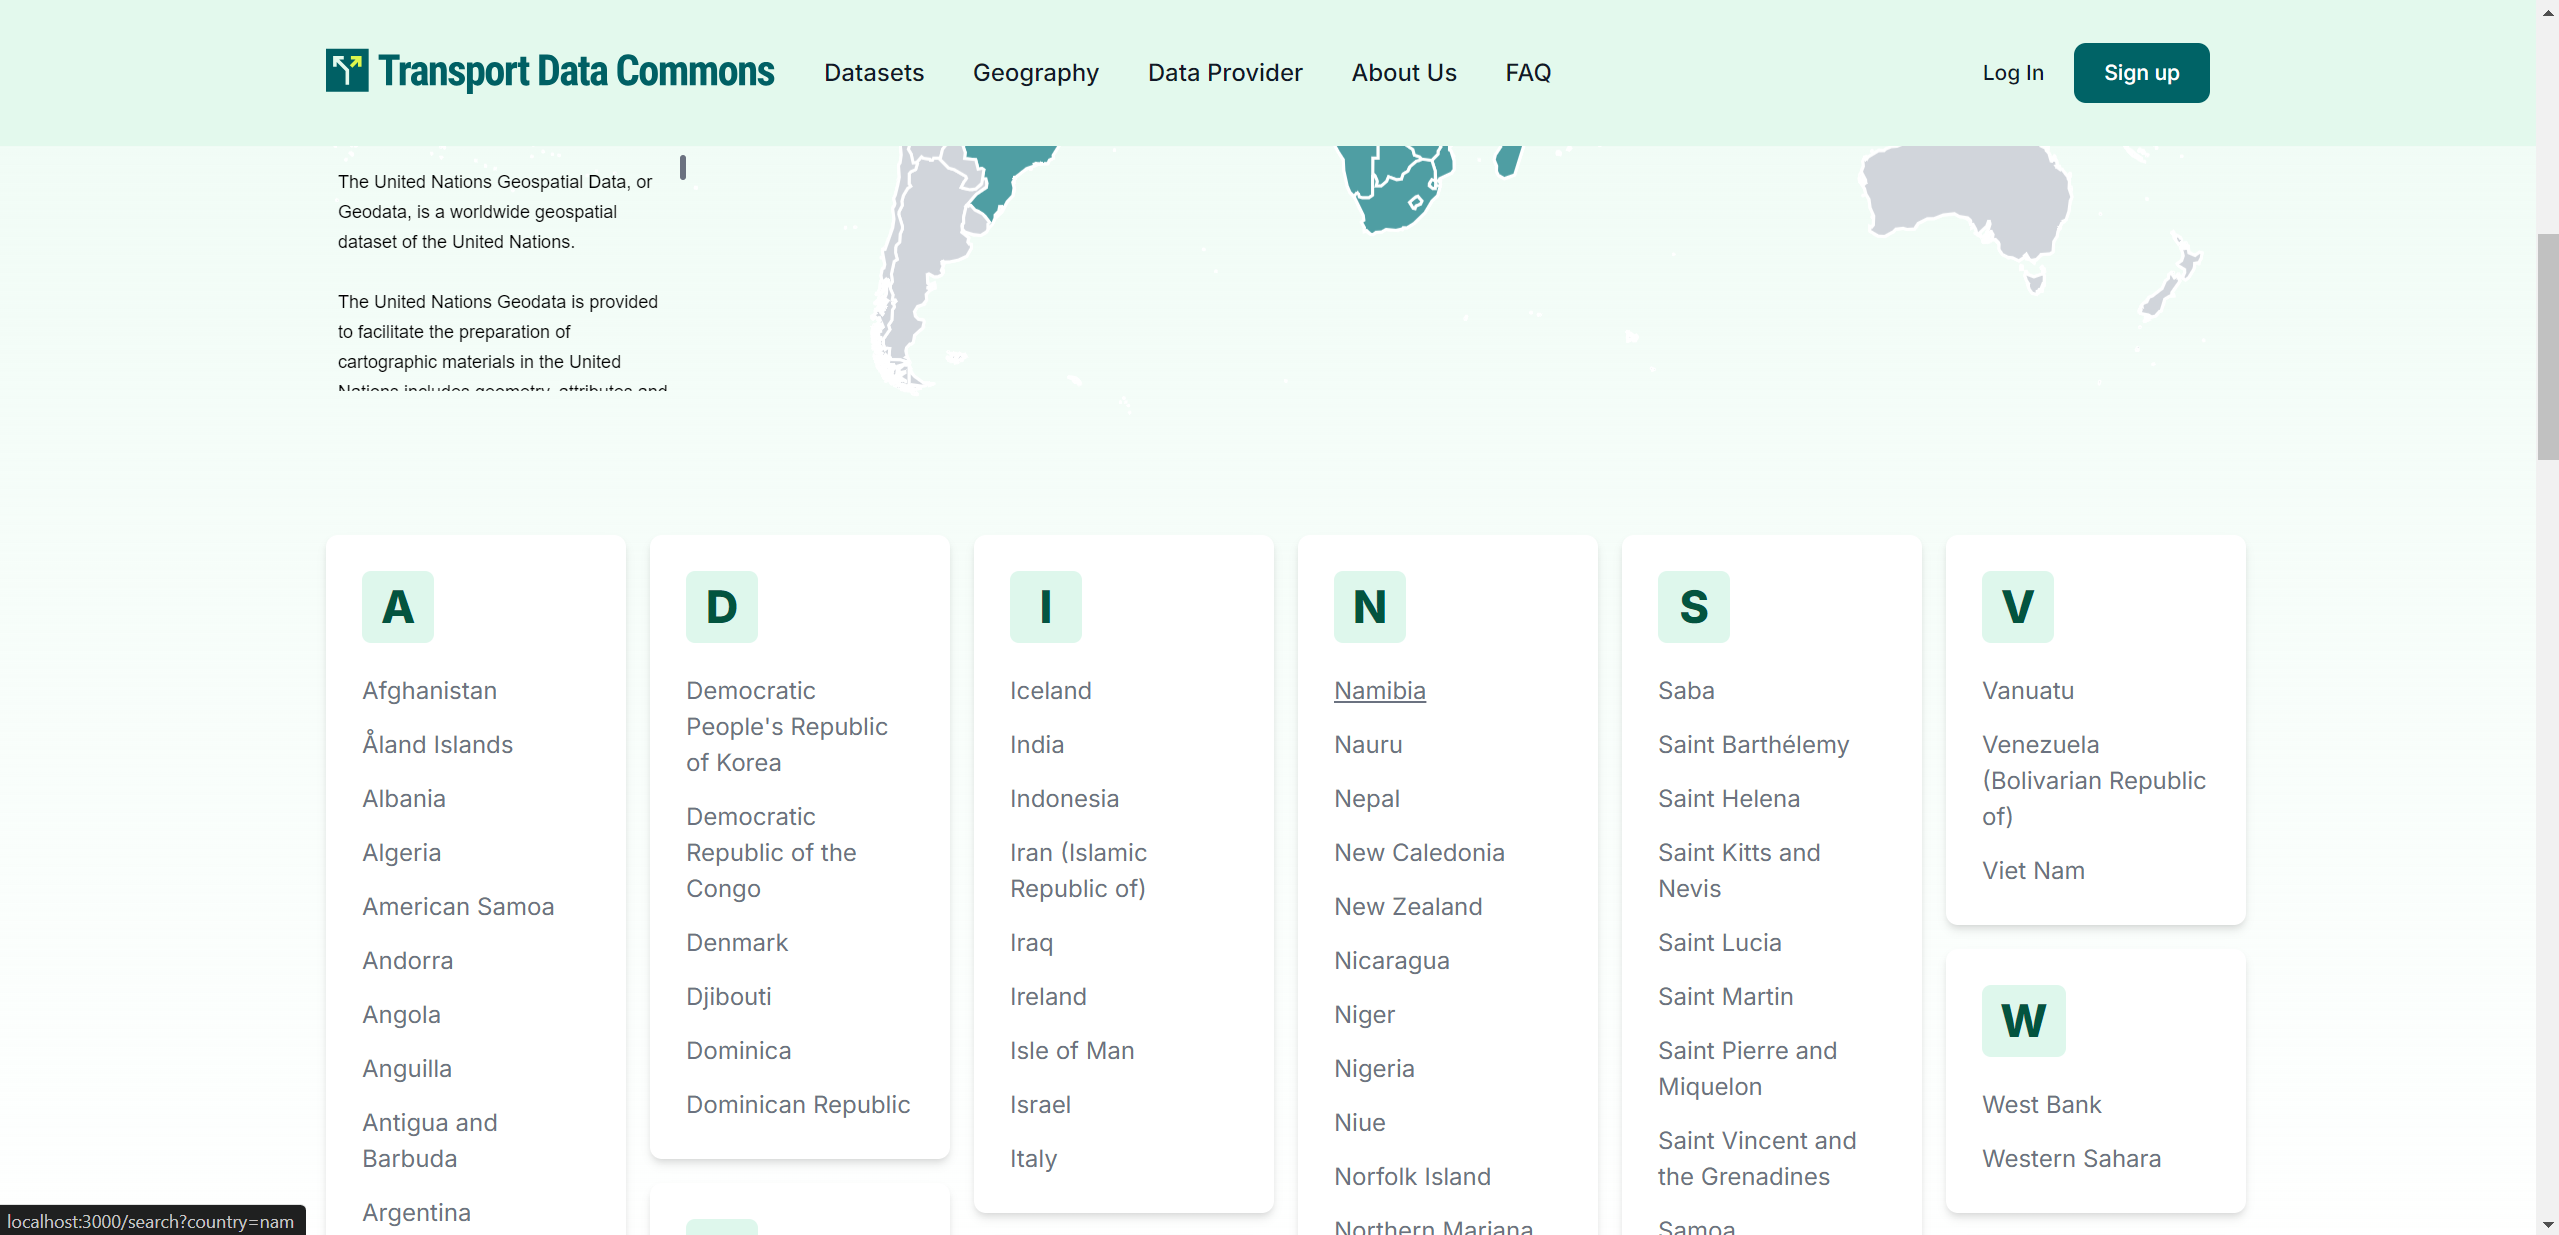 Transport Data Commons
Datasets
Geography
Data Provider
About Us
FAQ
Log In
Sign up
The United Nations Geospatial Data, or
Geodata, is a worldwide geospatial
dataset of the United Nations.
The United Nations Geodata is provided
to facilitate the preparation of
cartographic materials in the United
Nations includes geometry, attributes and
A
Afghanistan
Åland Islands
Albania
Algeria
American Samoa
Andorra
Angola
Anguilla
Antigua and
Barbuda
Argentina
D
Democratic
People's Republic
of Korea
Democratic
Republic of the
Congo
Denmark
Djibouti
Dominica
Dominican Republic
I
Iceland
India
Indonesia
Iran (Islamic
Republic of)
Iraq
Ireland
Isle of Man
Israel
Italy
N
Namibia
Nauru
Nepal
New Caledonia
New Zealand
Nicaragua
Niger
Nigeria
Niue
Norfolk Island
Northern Mariana
S
Saba
Saint Barthélemy
Saint Helena
Saint Kitts and
Nevis
Saint Lucia
Saint Martin
Saint Pierre and
Miquelon
Saint Vincent and
the Grenadines
Samoa
V
Vanuatu
Venezuela
(Bolivarian Republic
of)
Viet Nam
W
West Bank
Western Sahara
localhost:3000/search?country=nam